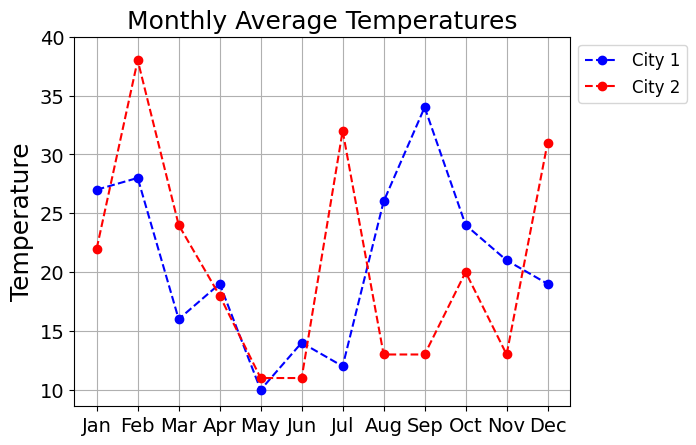 Monthly Average Temperatures
City 1
City 2
Temperature
40
35
30
25
20
15
10
Jan Feb Mar Apr May Jun Jul Aug Sep Oct Nov Dec